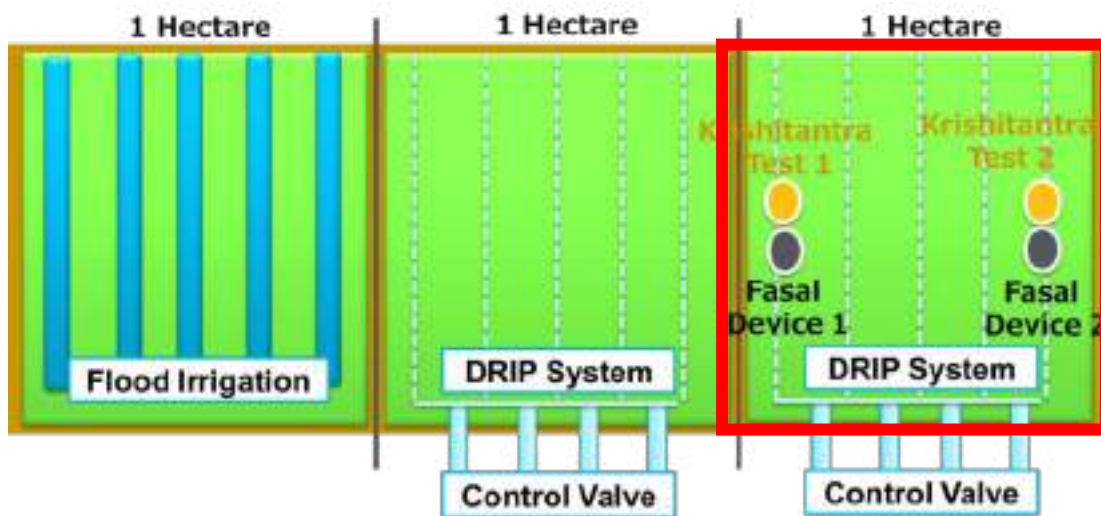 1 Hectare
1 Hectare
1 Hectare
Krishitantra
Test 1
Krishitantra
Test 2
Fasal
Device 1
Fasal
Device 2
Flood Irrigation
DRIP System
DRIP System
Control Valve
Control Valve